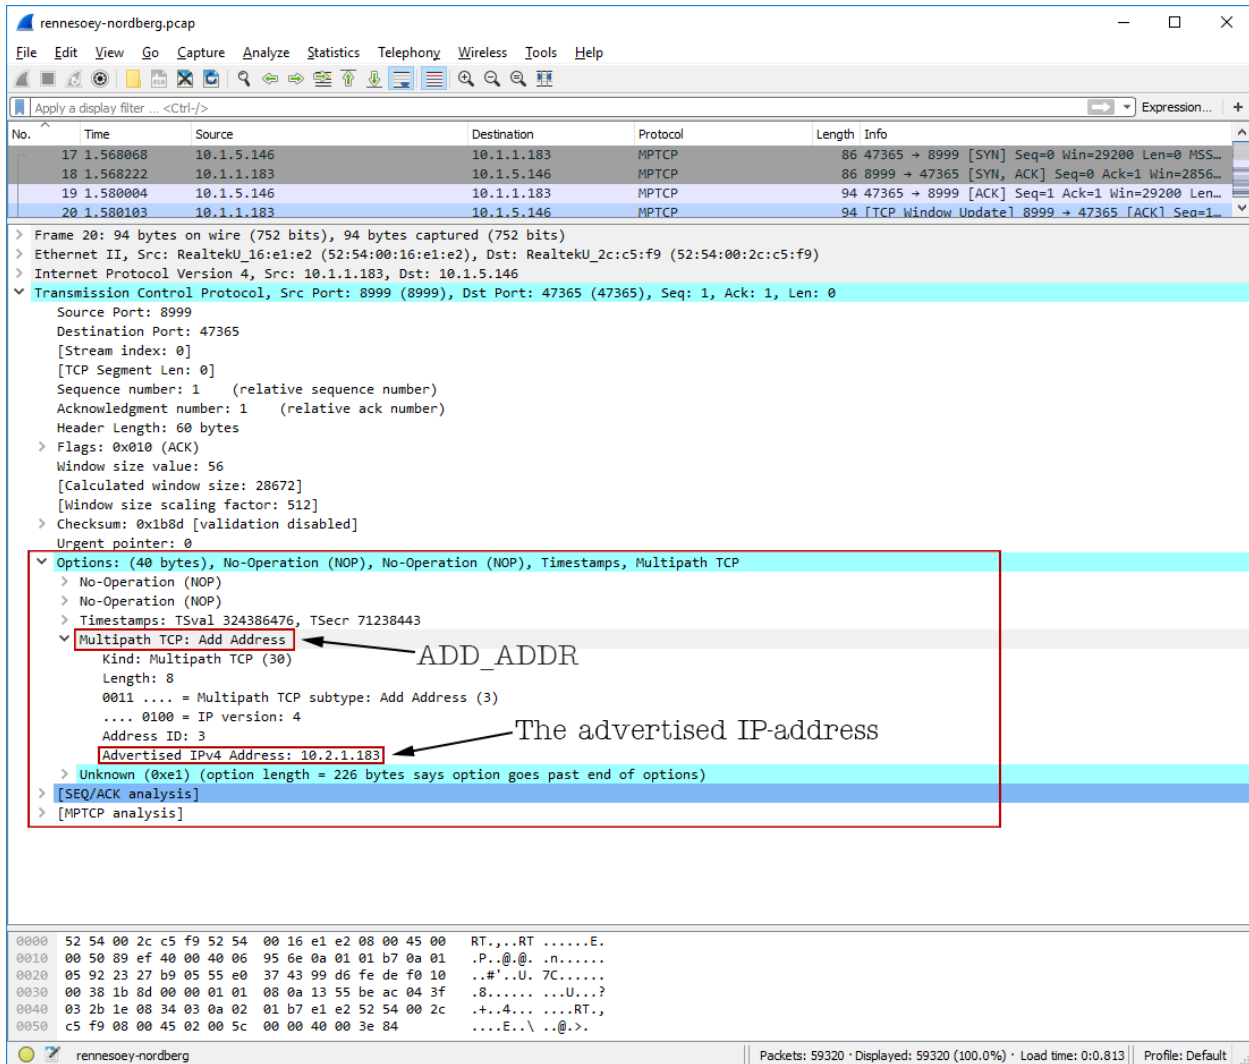 rennesoey-nordberg.pcap
File Edit View Go Capture Analyze Statistics Telephony Wireless Tools Help
Apply a display filter ... <Ctrl-/> Expression... +
No. Time Source Destination Protocol Length Info
17 1.568068 10.1.5.146 10.1.1.183 MPTCP 86 47365 → 8999 [SYN] Seq=0 Win=29200 Len=0 MSS…
18 1.568222 10.1.1.183 10.1.5.146 MPTCP 86 8999 → 47365 [SYN, ACK] Seq=0 Ack=1 Win=2856…
19 1.580004 10.1.5.146 10.1.1.183 MPTCP 94 47365 → 8999 [ACK] Seq=1 Ack=1 Win=29200 Len…
20 1.580103 10.1.1.183 10.1.5.146 MPTCP 94 [TCP Window Update] 8999 → 47365 [ACK] Seq=1…
> Frame 20: 94 bytes on wire (752 bits), 94 bytes captured (752 bits)
> Ethernet II, Src: RealtekU_16:e1:e2 (52:54:00:16:e1:e2), Dst: RealtekU_2c:c5:f9 (52:54:00:2c:c5:f9)
> Internet Protocol Version 4, Src: 10.1.1.183, Dst: 10.1.5.146
Transmission Control Protocol, Src Port: 8999 (8999), Dst Port: 47365 (47365), Seq: 1, Ack: 1, Len: 0
Source Port: 8999
Destination Port: 47365
[Stream index: 0]
[TCP Segment Len: 0]
Sequence number: 1 (relative sequence number)
Acknowledgment number: 1 (relative ack number)
Header Length: 60 bytes
> Flags: 0x010 (ACK)
Window size value: 56
[Calculated window size: 28672]
[Window size scaling factor: 512]
> Checksum: 0x1b8d [validation disabled]
Urgent pointer: 0
Options: (40 bytes), No-Operation (NOP), No-Operation (NOP), Timestamps, Multipath TCP
> No-Operation (NOP)
> No-Operation (NOP)
> Timestamps: TSval 324386476, TSecr 71238443
Multipath TCP: Add Address
ADD_ADDR
Kind: Multipath TCP (30)
Length: 8
0011 .... = Multipath TCP subtype: Add Address (3)
.... 0100 = IP version: 4
The advertised IP-address
Address ID: 3
Advertised IPv4 Address: 10.2.1.183
> Unknown (0xe1) (option length = 226 bytes says option goes past end of options)
> [SEQ/ACK analysis]
> [MPTCP analysis]
0000 52 54 00 2c c5 f9 52 54 00 16 e1 e2 08 00 45 00 RT.,..RT ......E.
0010 00 50 89 ef 40 00 40 06 95 6e 0a 01 01 b7 0a 01 .P..@.@. .n......
0020 05 92 23 27 b9 05 55 e0 37 43 99 d6 fe de f0 10 ..#'..U. 7C......
0030 00 38 1b 8d 00 00 01 01 08 0a 13 55 be ac 04 3f .8...... ...U...?
0040 03 2b 1e 08 34 03 0a 02 01 b7 e1 e2 52 54 00 2c .+..4... ....RT.,
0050 c5 f9 08 00 45 02 00 5c 00 00 40 00 3e 84 ....E..\ ..@.>.
rennesoey-nordberg Packets: 59320 · Displayed: 59320 (100.0%) · Load time: 0:0.813 Profile: Default